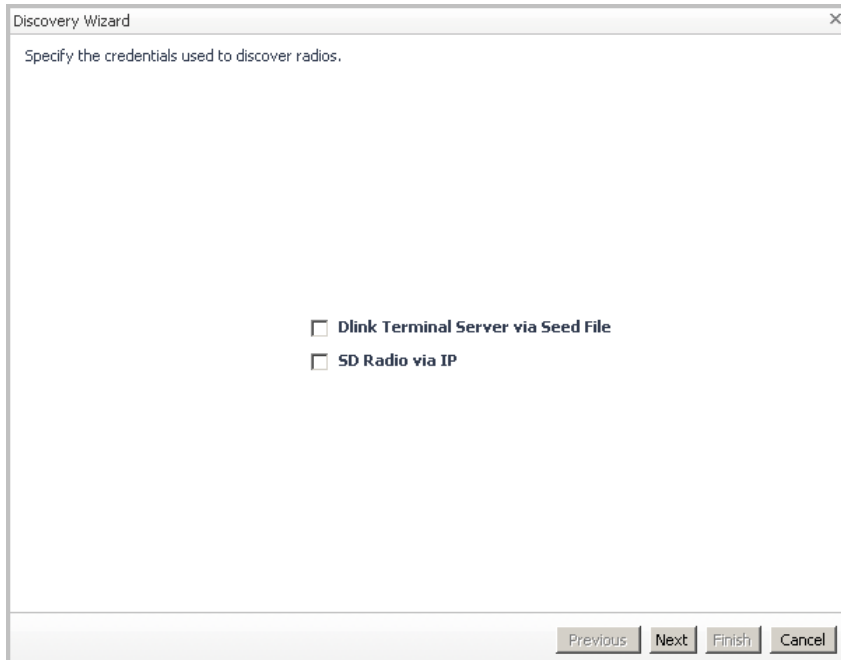 Discovery Wizard
Specify the credentials used to discover radios.
Dlink Terminal Server via Seed File
SD Radio via IP
Previous Next Finish Cancel